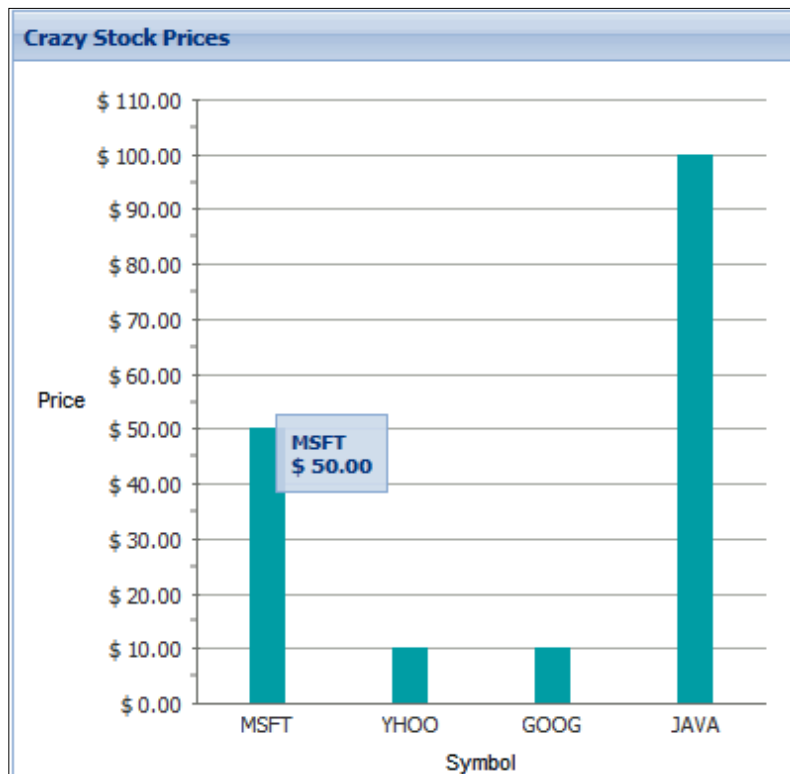 Crazy Stock Prices
$ 110.00
$ 100.00
$ 90.00
$ 80.00
$ 70.00
$ 60.00
Price
$ 50.00
MSFT
$ 50.00
$ 40.00
$ 30.00
$ 20.00
$ 10.00
$ 0.00
MSFT YHOO GOOG JAVA
Symbol